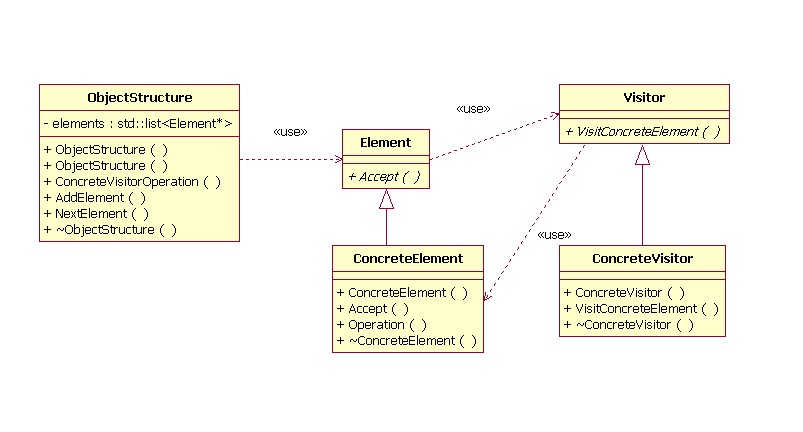 ObjectStructure
- elements : std::list<Element*>
+ ObjectStructure ( )
+ ObjectStructure ( )
+ ConcreteVisitorOperation ( )
+ AddElement ( )
+ NextElement ( )
+ ~ObjectStructure ( )
«use»
Element
+ Accept ( )
«use»
Visitor
+ VisitConcreteElement ( )
«use»
ConcreteElement
+ ConcreteElement ( )
+ Accept ( )
+ Operation ( )
+ ~ConcreteElement ( )
ConcreteVisitor
+ ConcreteVisitor ( )
+ VisitConcreteElement ( )
+ ~ConcreteVisitor ( )